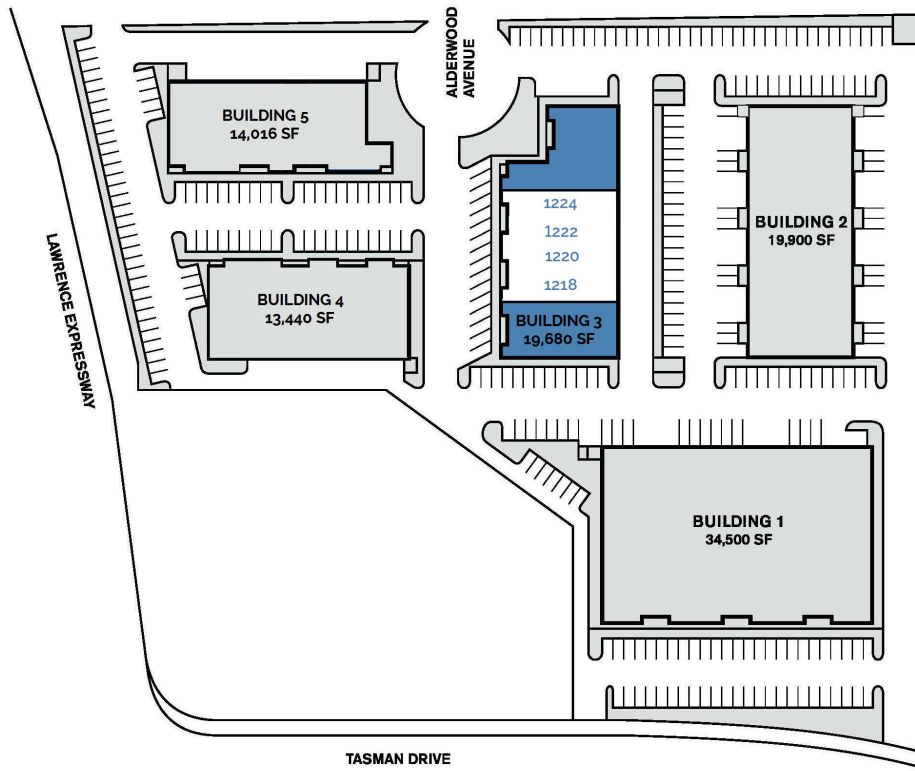 ALDERWOOD
AVENUE
BUILDING 5
14,016 SF
1224
1222
1220
1218
BUILDING 2
19,900 SF
LAWRENCE EXPRESSWAY
BUILDING 4
13,440 SF
BUILDING 3
19,680 SF
BUILDING 1
34,500 SF
TASMAN DRIVE